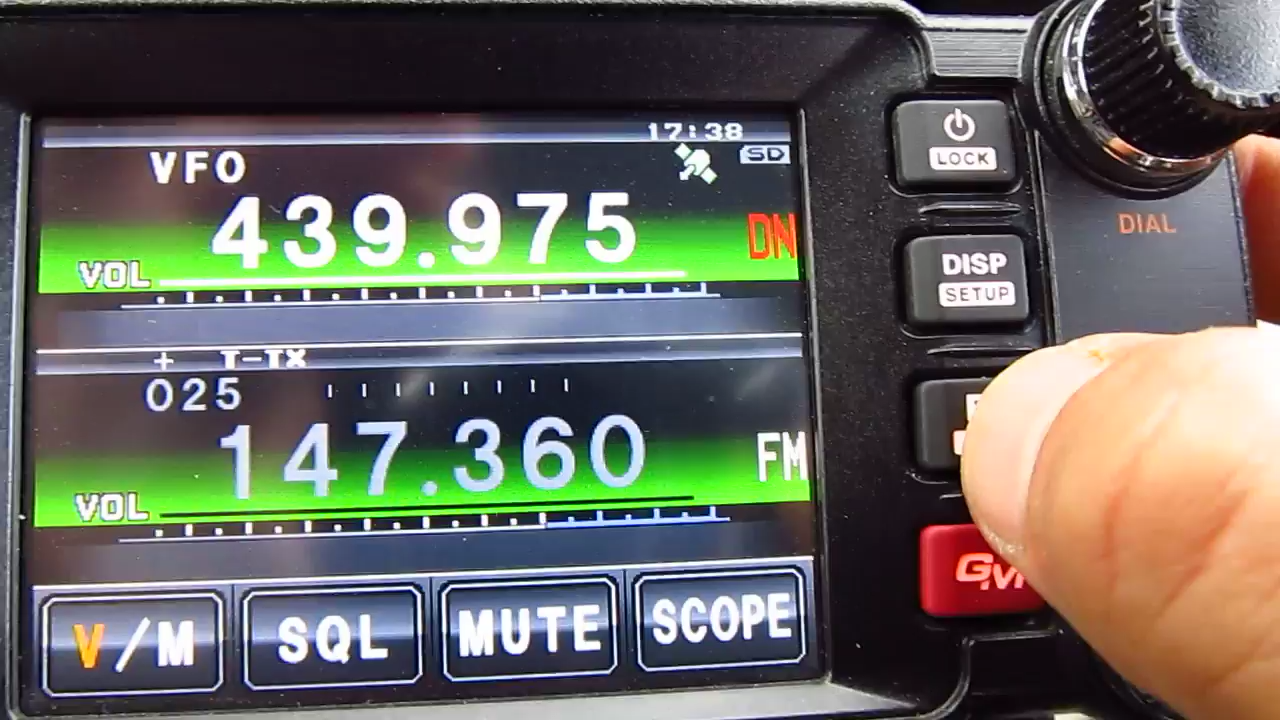 17:38
VFO
SD
439.975
DN
VOL
+ T-TX
025
147.360
FM
VOL
V/M
SQL
MUTE
SCOPE
LOCK
DISP
SETUP
DIAL